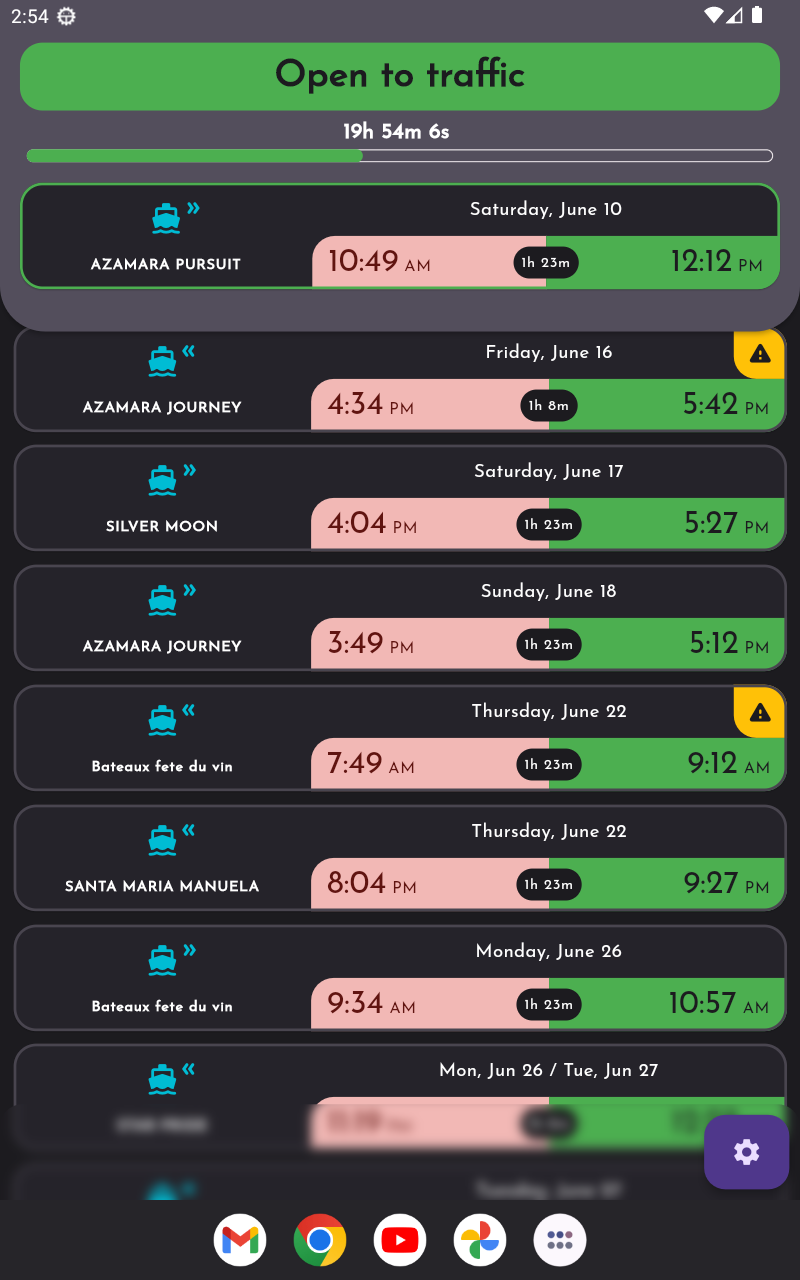 2:54
Open to traffic
19h 54m 6s
Saturday, June 10
AZAMARA PURSUIT
10:49 AM 1h 23m 12:12 PM
Friday, June 16
AZAMARA JOURNEY
4:34 PM 1h 8m 5:42 PM
Saturday, June 17
SILVER MOON
4:04 PM 1h 23m 5:27 PM
Sunday, June 18
AZAMARA JOURNEY
3:49 PM 1h 23m 5:12 PM
Thursday, June 22
Bateaux fete du vin
7:49 AM 1h 23m 9:12 AM
Thursday, June 22
SANTA MARIA MANUELA
8:04 PM 1h 23m 9:27 PM
Monday, June 26
Bateaux fete du vin
9:34 AM 1h 23m 10:57 AM
Mon, Jun 26 / Tue, Jun 27